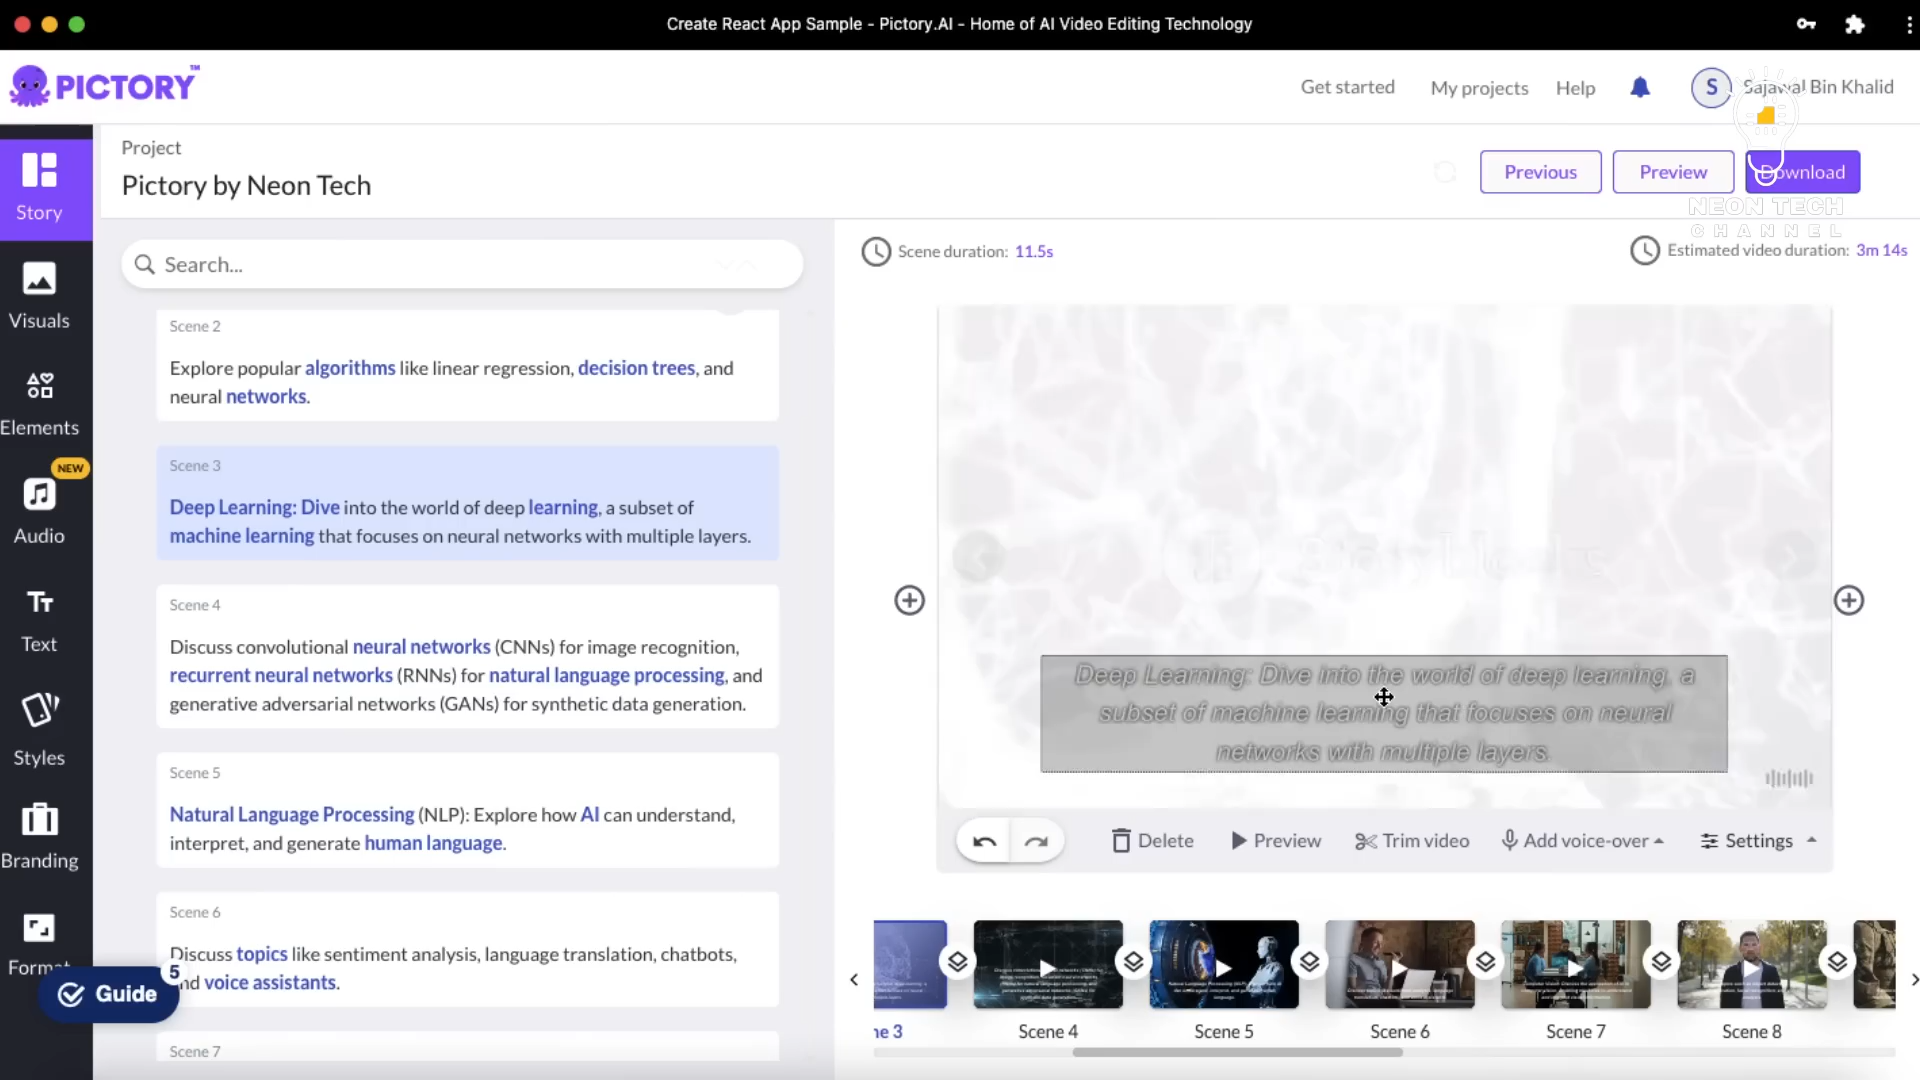 Create React App Sample - Pictory.AI - Home of AI Video Editing Technology
PICTORY™
Get started
My projects
Help
S
Sajawal Bin Khalid
Project
Pictory by Neon Tech
Previous
Preview
Download
NEON TECH
CHANNEL
Story
Visuals
Elements
NEW
Audio
Text
Styles
Branding
Format
5
Guide
Search...
Scene 2
Explore popular algorithms like linear regression, decision trees, and
neural networks.
Scene 3
Deep Learning: Dive into the world of deep learning, a subset of
machine learning that focuses on neural networks with multiple layers.
Scene 4
Discuss convolutional neural networks (CNNs) for image recognition,
recurrent neural networks (RNNs) for natural language processing, and
generative adversarial networks (GANs) for synthetic data generation.
Scene 5
Natural Language Processing (NLP): Explore how AI can understand,
interpret, and generate human language.
Scene 6
Discuss topics like sentiment analysis, language translation, chatbots,
and voice assistants.
Scene 7
Scene duration: 11.5s
Estimated video duration: 3m 14s
Deep Learning: Dive into the world of deep learning, a
subset of machine learning that focuses on neural
networks with multiple layers.
Delete
Preview
Trim video
Add voice-over
Settings
ne 3
Scene 4
Scene 5
Scene 6
Scene 7
Scene 8